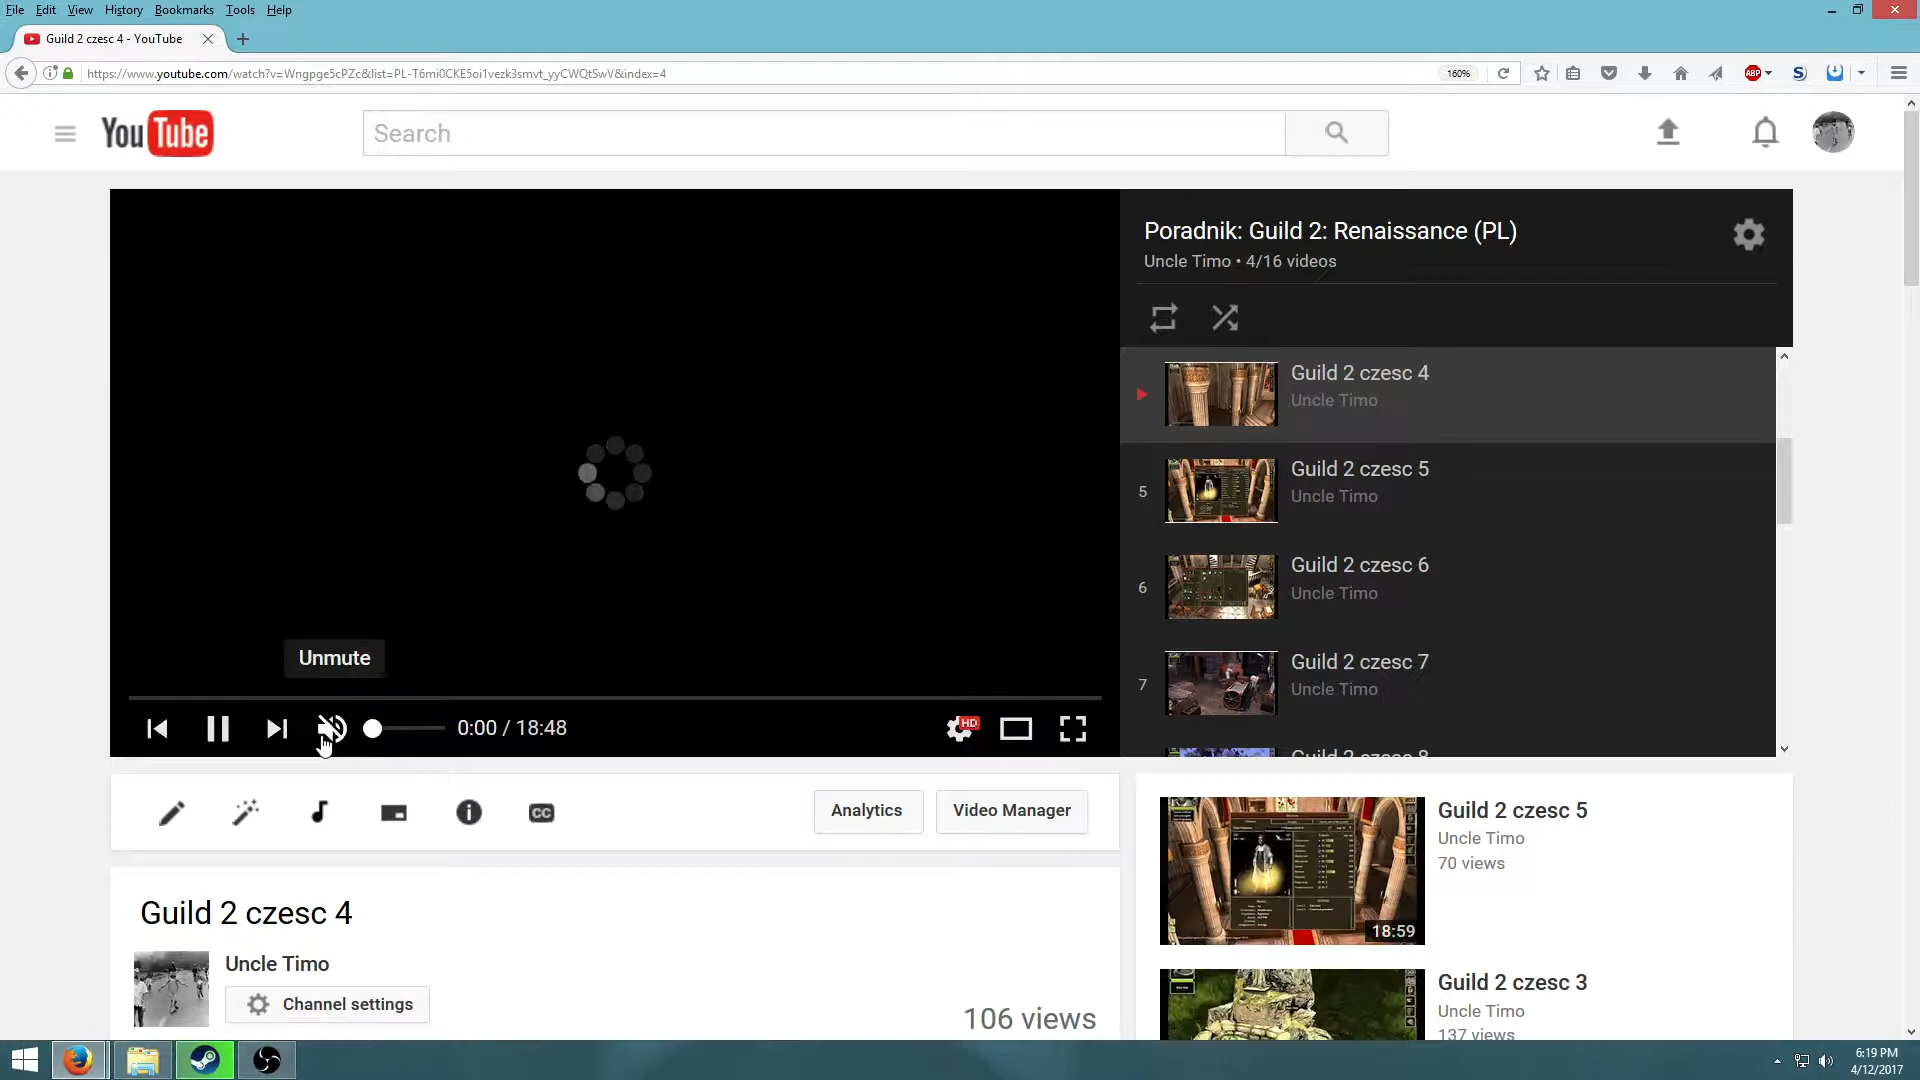 File Edit View History Bookmarks Tools Help
Guild 2 czesc 4 - YouTube
https://www.youtube.com/watch?v=Wngpge5cPZc&list=PL-T6mi0CKE5oi1vezk3smvt_yyCWQtSwV&index=4
160%
ABP
S
YouTube
Search
Poradnik: Guild 2: Renaissance (PL)
Uncle Timo • 4/16 videos
Guild 2 czesc 4
Uncle Timo
5
Guild 2 czesc 5
Uncle Timo
6
Guild 2 czesc 6
Uncle Timo
7
Guild 2 czesc 7
Uncle Timo
Guild 2 czesc 8
Unmute
0:00 / 18:48
HD
CC
Analytics
Video Manager
Guild 2 czesc 4
Uncle Timo
Channel settings
106 views
18:59
Guild 2 czesc 5
Uncle Timo
70 views
Guild 2 czesc 3
Uncle Timo
137 views
6:19 PM
4/12/2017